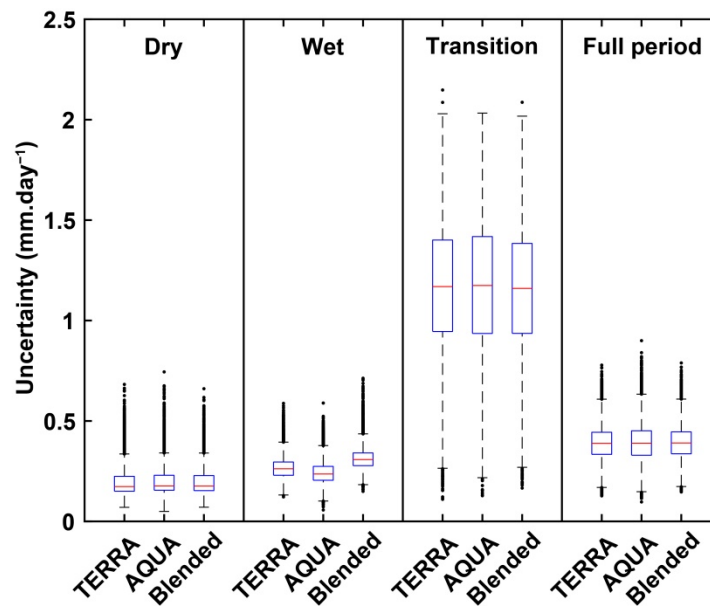 Uncertainty (mm.day⁻¹)
2.5
2
1.5
1
0.5
0
Dry
Wet
Transition
Full period
TERRA
AQUA
Blended
TERRA
AQUA
Blended
TERRA
AQUA
Blended
TERRA
AQUA
Blended